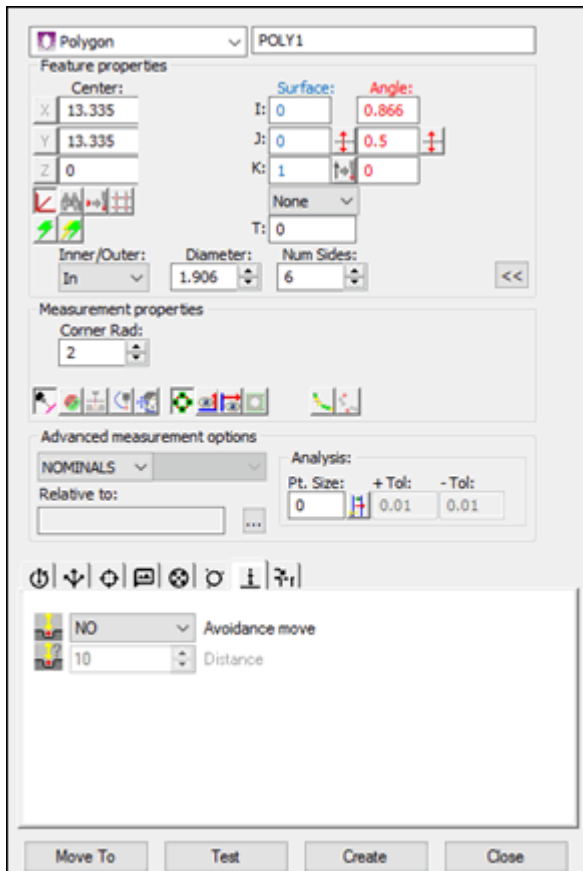 Polygon POLY1
Feature properties
Center: Surface: Angle:
X 13.335 I: 0 0.866
Y 13.335 J: 0 0.5
Z 0 K: 1 0
None
T: 0
Inner/Outer: Diameter: Num Sides:
In 1.906 6 <<
Measurement properties
Corner Rad:
2
Advanced measurement options
NOMINALS Analysis:
Relative to: Pt. Size: + Tol: - Tol:
0 0.01 0.01
...
NO Avoidance move
10 Distance
Move To Test Create Close